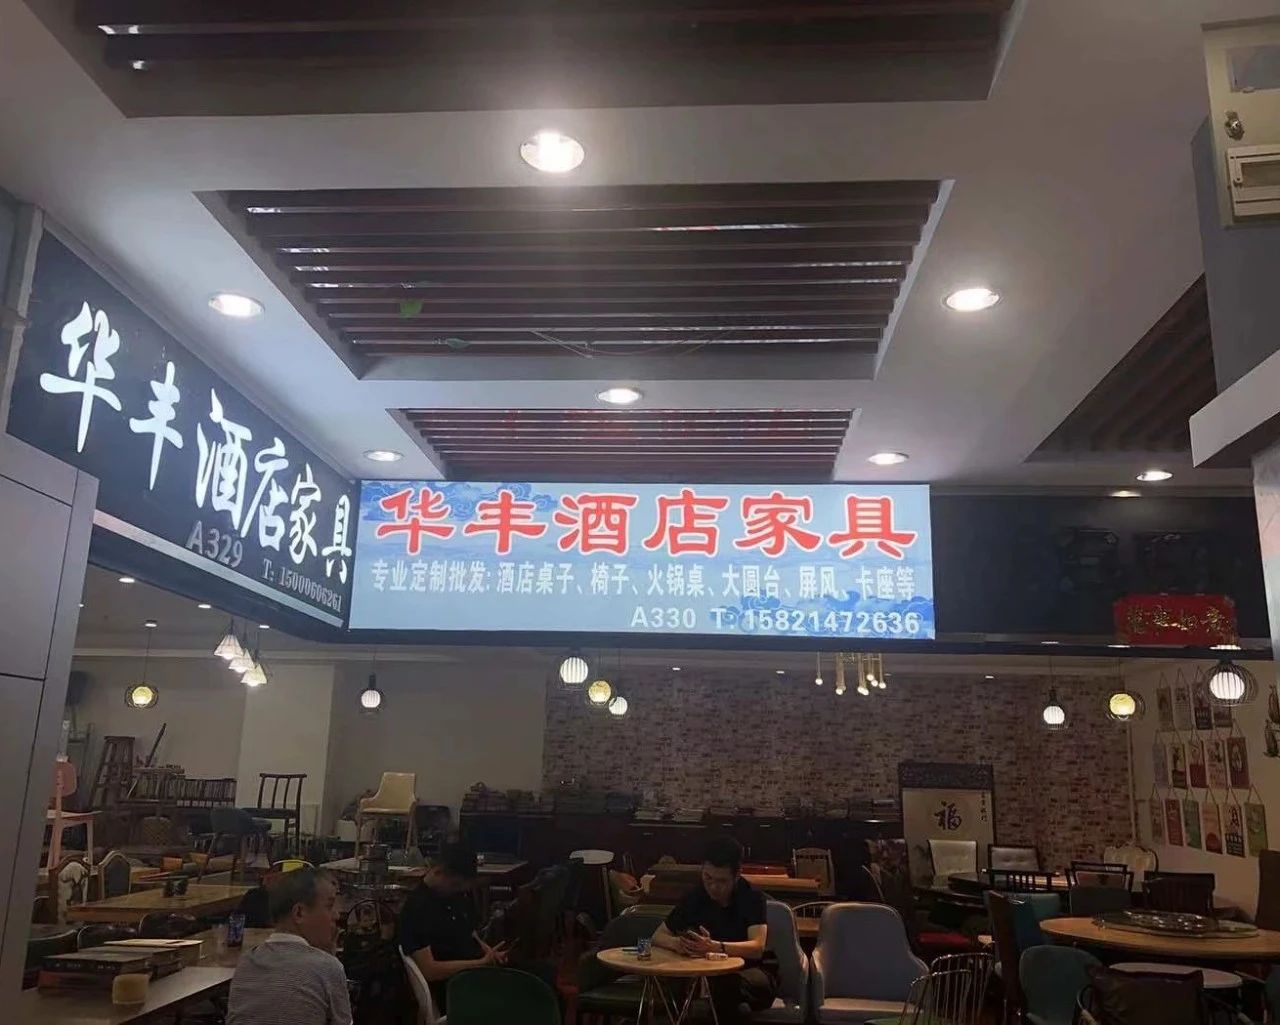 华丰酒店家具
A329 T: 15000606261
华丰酒店家具
专业定制批发: 酒店桌子、椅子、火锅桌、大圆台、屏风、卡座等
A330 T: 15821472636
福